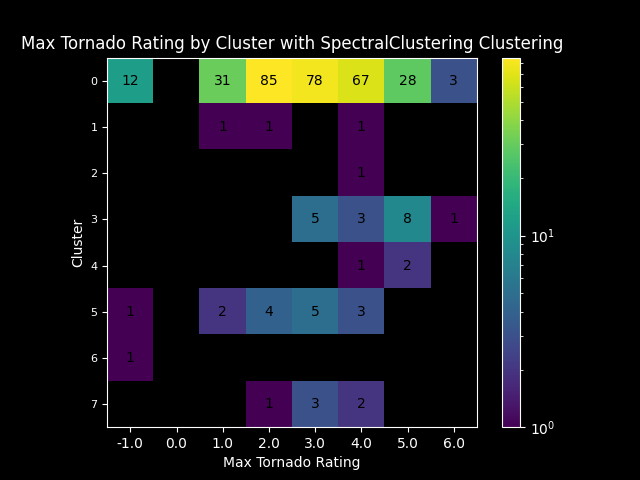 Max Tornado Rating by Cluster with SpectralClustering Clustering
0 12 31 85 78 67 28 3
1 1 1 1
2 1
3 5 3 8 1
4 1 2
5 1 2 4 5 3
6 1
7 1 3 2
-1.0 0.0 1.0 2.0 3.0 4.0 5.0 6.0
Max Tornado Rating
Cluster
10¹
10⁰